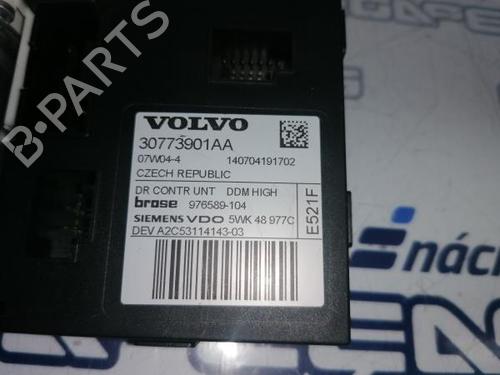 B-PARTS
VOLVO
30773901AA
07W04-4 140704191702
CZECH REPUBLIC
DR CONTR UNT DDM HIGH
brose 976589-104
SIEMENS VDO 5WK 48 977C
DEV A2C53114143-03
E521F
nách